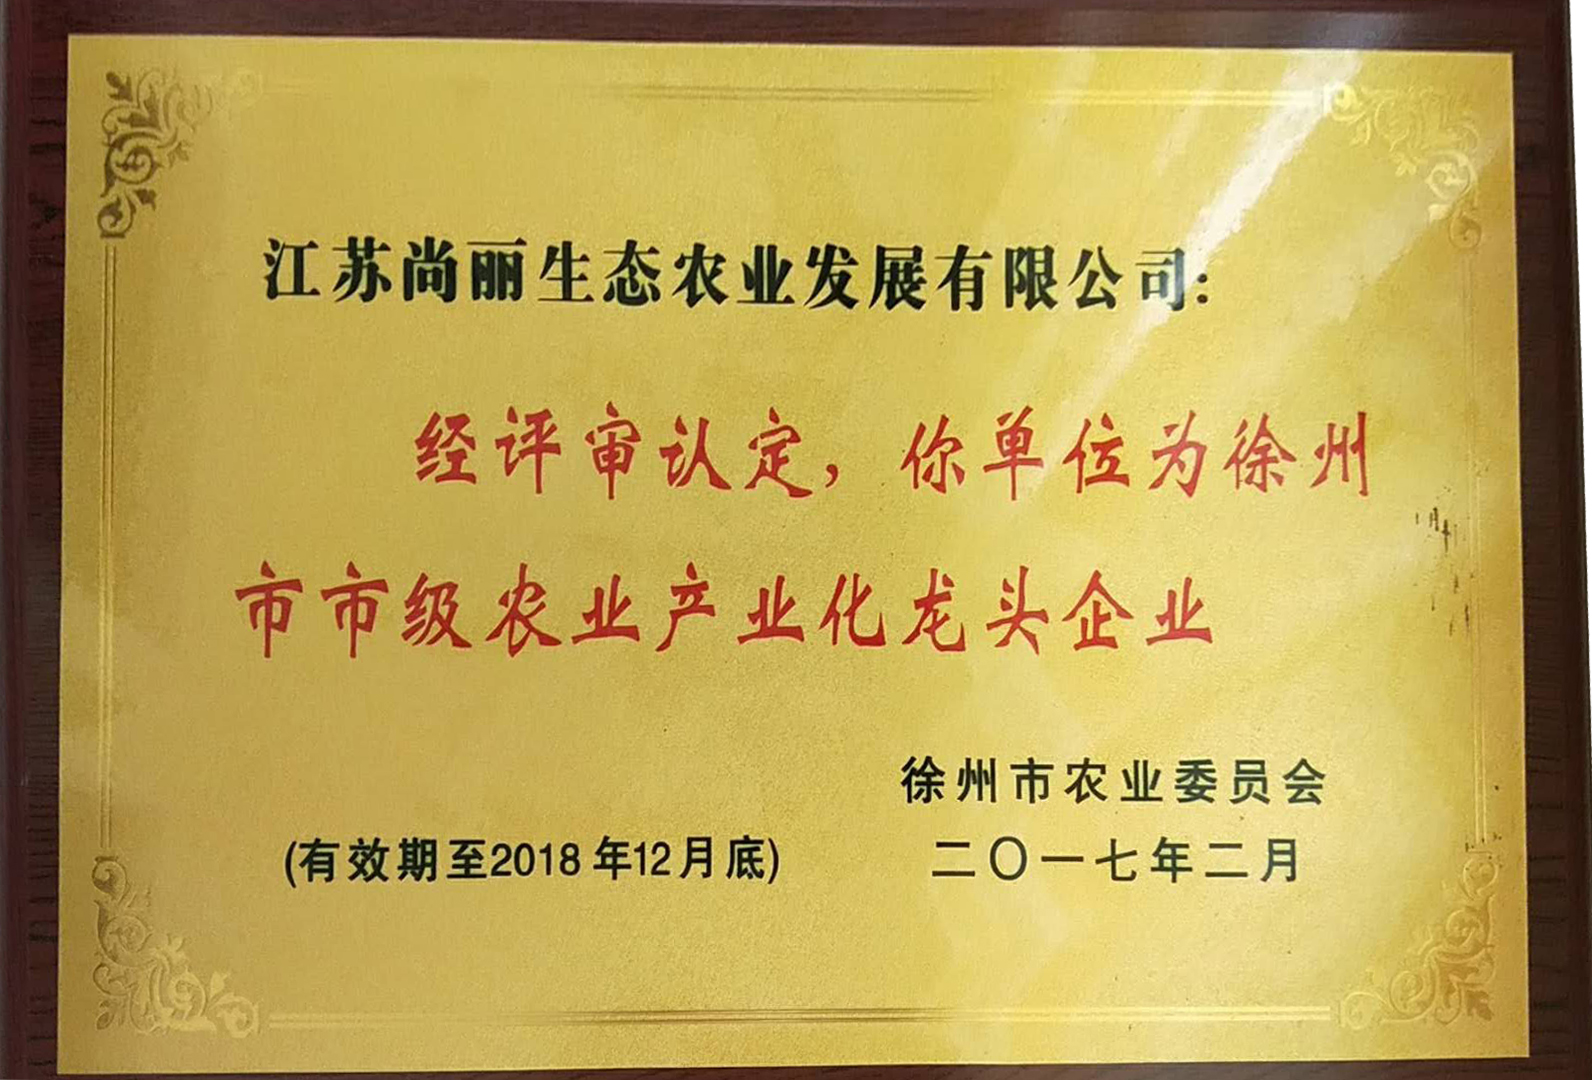 江苏尚丽生态农业发展有限公司:
经评审认定，你单位为徐州
市市级农业产业化龙头企业
徐州市农业委员会
(有效期至2018年12月底)
二〇一七年二月